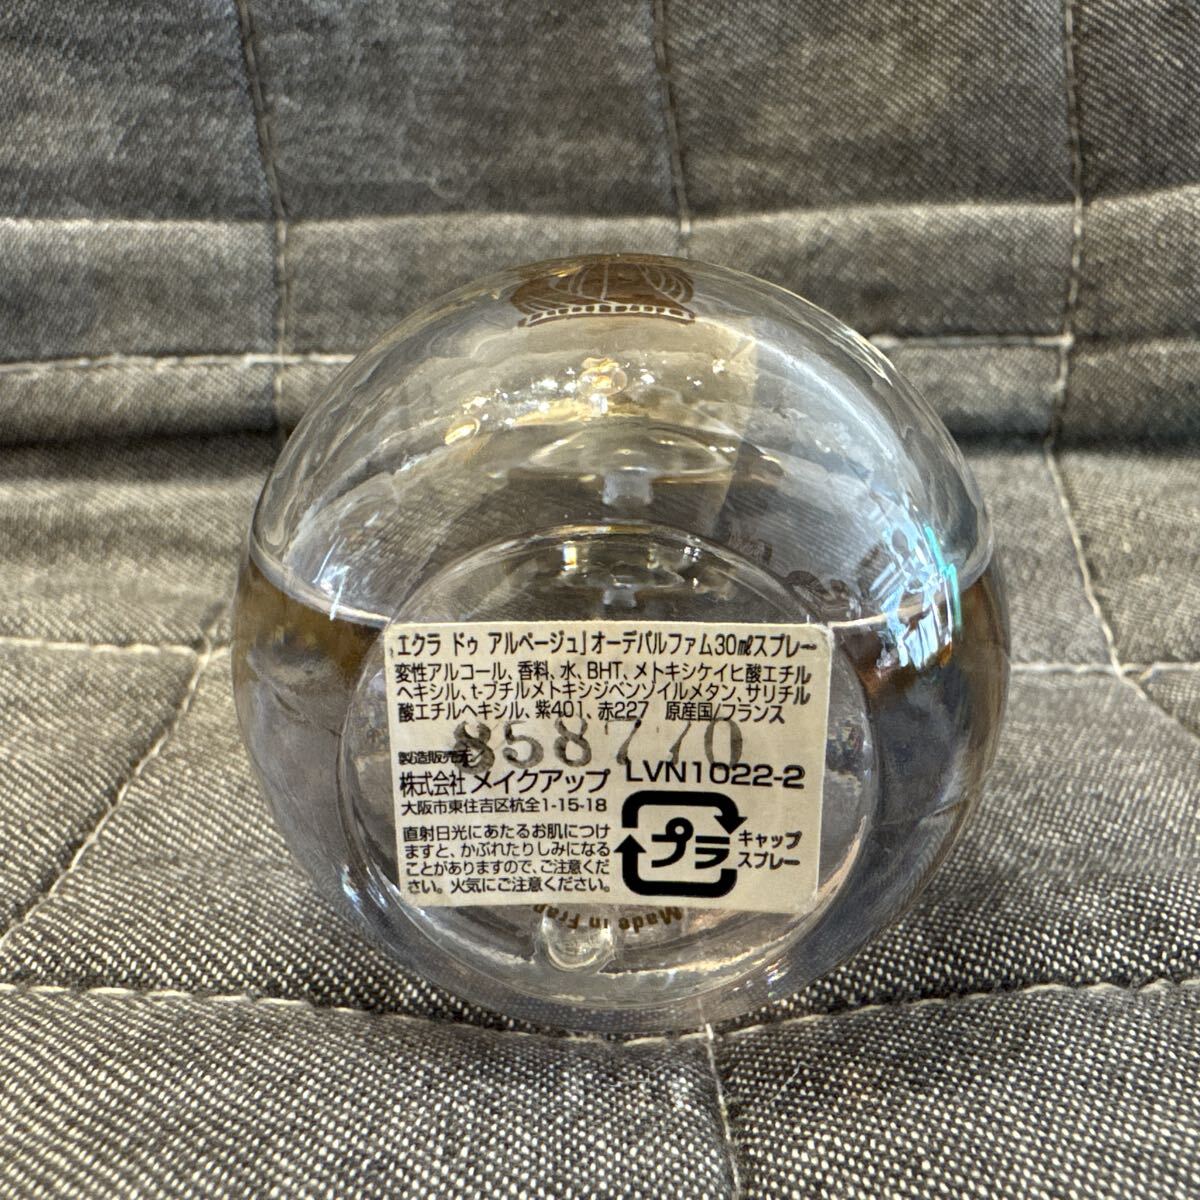 エクラ ドゥ アルページュJオーデパルファム30㎖スプレー
変性アルコール、香料、水、BHT、メトキシケイヒ酸エチル
ヘキシル、t-ブチルメトキシジベンゾイルメタン、サリチル
酸エチルヘキシル、紫401、赤227 原産国/フランス
858770
製造販売元
株式会社 メイクアップ LVN1022-2
大阪市東住吉区杭全1-15-18
直射日光にあたるお肌につけ
ますと、かぶれたりしみになる
ことがありますので、ご注意くだ
さい。火気にご注意ください。
プラ
キャップ
スプレー
Made in Fran